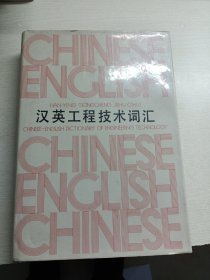 CHINESE
ENGLISH
HAN-YING GONGCHENG JISHU CIHUI
汉英工程技术词汇
CHINESE-ENGLISH DICTIONARY OF ENGINEERING TECHNOLOGY
CHINESE
ENGLISH
CHINESE